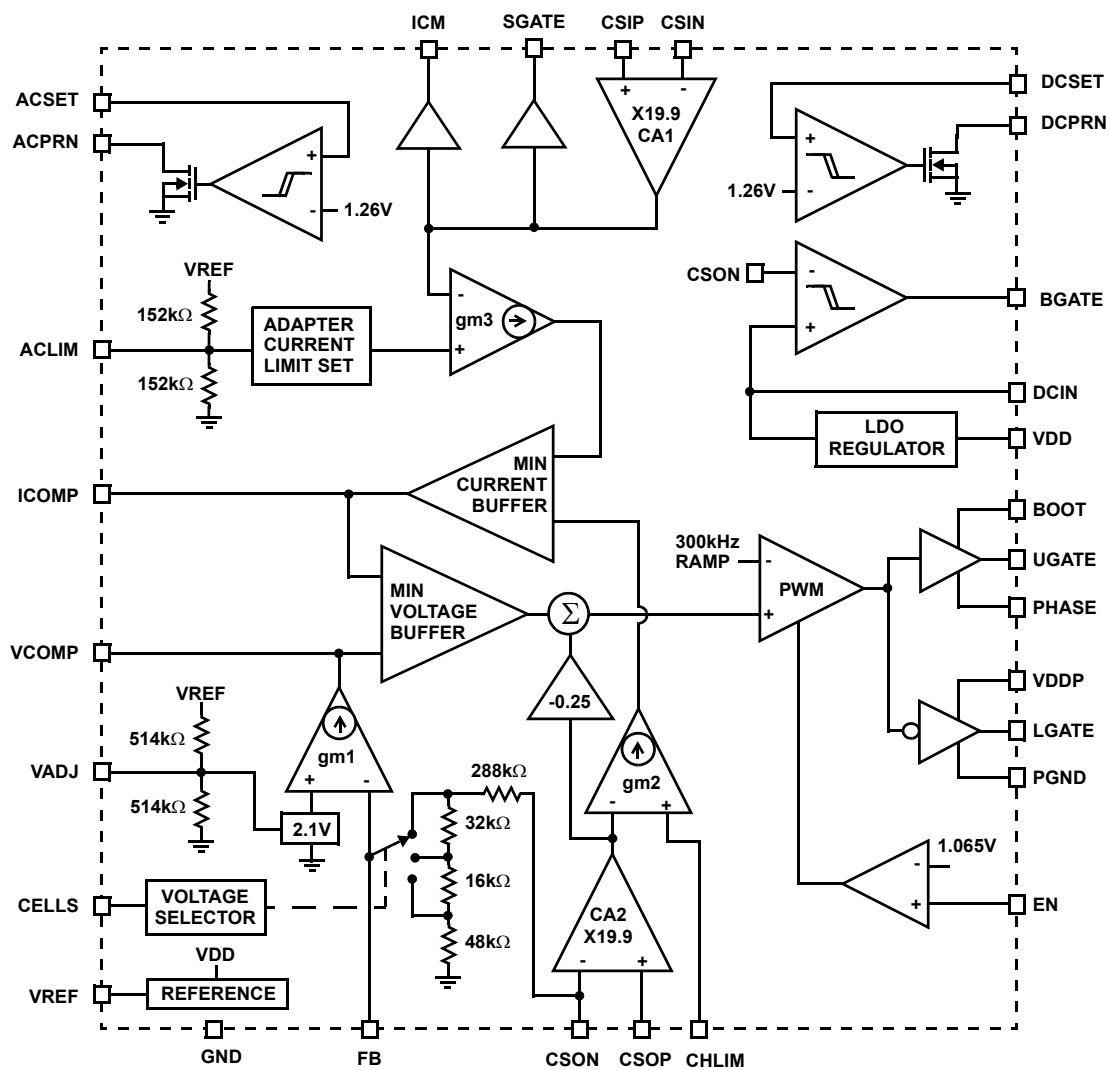 ICM
SGATE
CSIP
CSIN
ACSET
ACPRN
+
-
1.26V
+
-
X19.9
CA1
DCSET
DCPRN
+
-
1.26V
VREF
152kΩ
152kΩ
ACLIM
ADAPTER
CURRENT
LIMIT SET
-
gm3
+
CSON
-
+
BGATE
DCIN
LDO
REGULATOR
VDD
ICOMP
MIN
CURRENT
BUFFER
MIN
VOLTAGE
BUFFER
Σ
300kHz
RAMP
-
PWM
+
BOOT
UGATE
PHASE
VCOMP
VREF
514kΩ
514kΩ
VADJ
gm1
+
-
2.1V
-0.25
gm2
-
+
VDDP
LGATE
PGND
288kΩ
32kΩ
16kΩ
48kΩ
1.065V
-
+
EN
CELLS
VOLTAGE
SELECTOR
CA2
X19.9
-
+
VDD
VREF
REFERENCE
GND
FB
CSON
CSOP
CHLIM